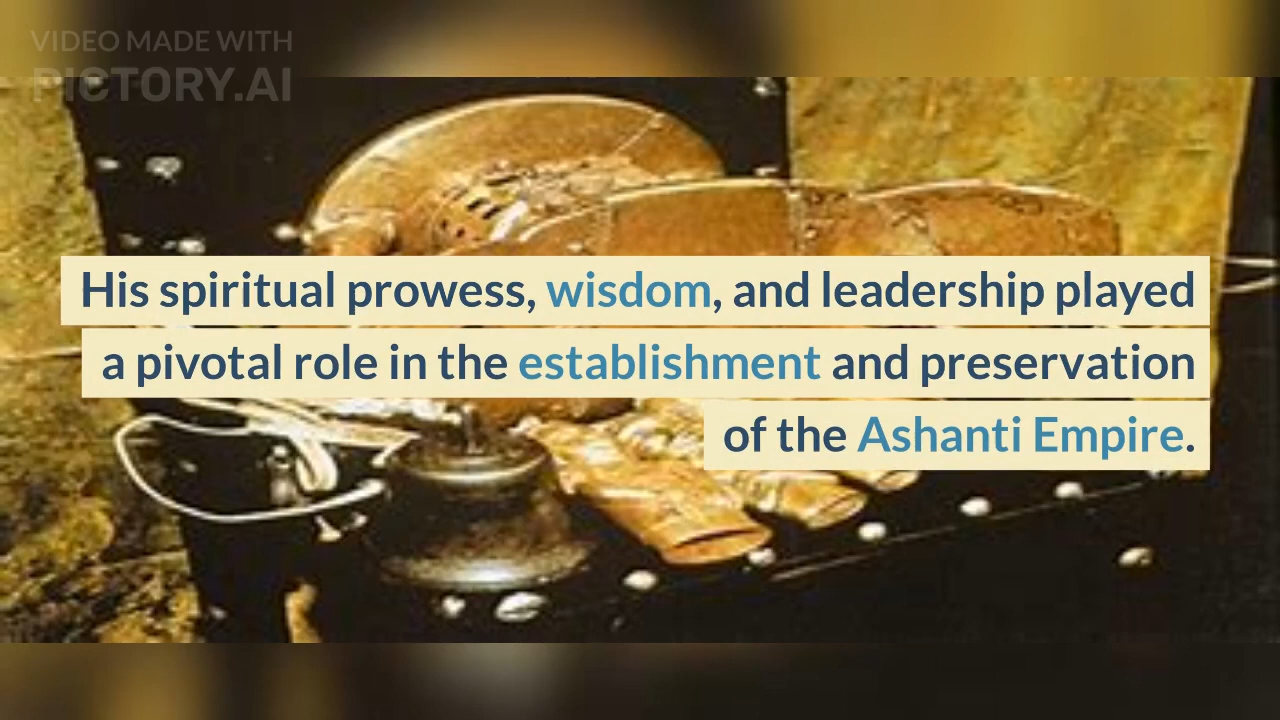 VIDEO MADE WITH
PICTORY.AI
His spiritual prowess, wisdom, and leadership played
a pivotal role in the establishment and preservation
of the Ashanti Empire.